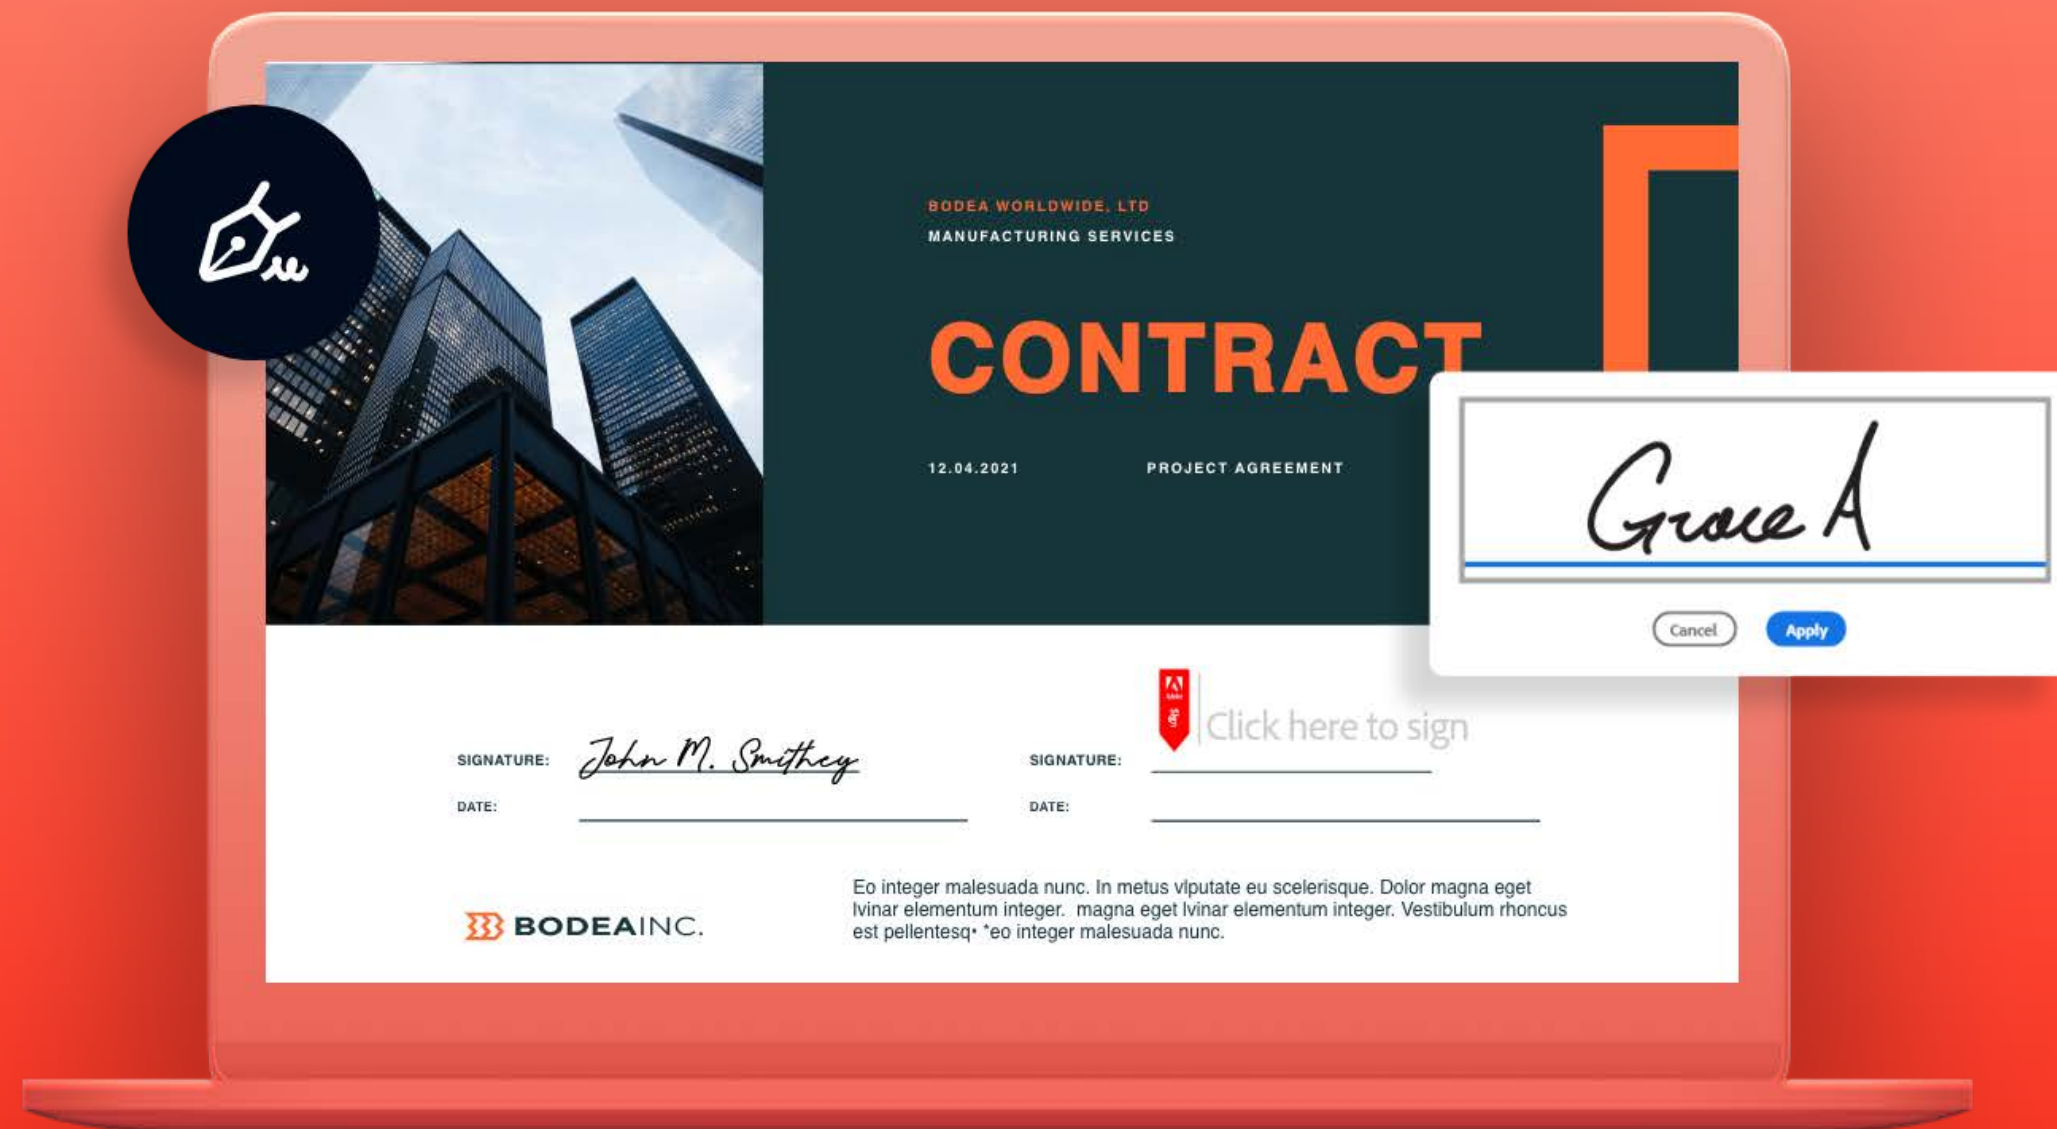 BODEA WORLDWIDE, LTD
MANUFACTURING SERVICES
CONTRACT
12.04.2021
PROJECT AGREEMENT
Grace A
Cancel
Apply
Adobe Sign
Click here to sign
SIGNATURE: John M. Smithey
SIGNATURE:
DATE:
DATE:
BODEAINC.
Eo integer malesuada nunc. In metus vlputate eu scelerisque. Dolor magna eget
lvinar elementum integer.  magna eget lvinar elementum integer. Vestibulum rhoncus
est pellentesq• *eo integer malesuada nunc.